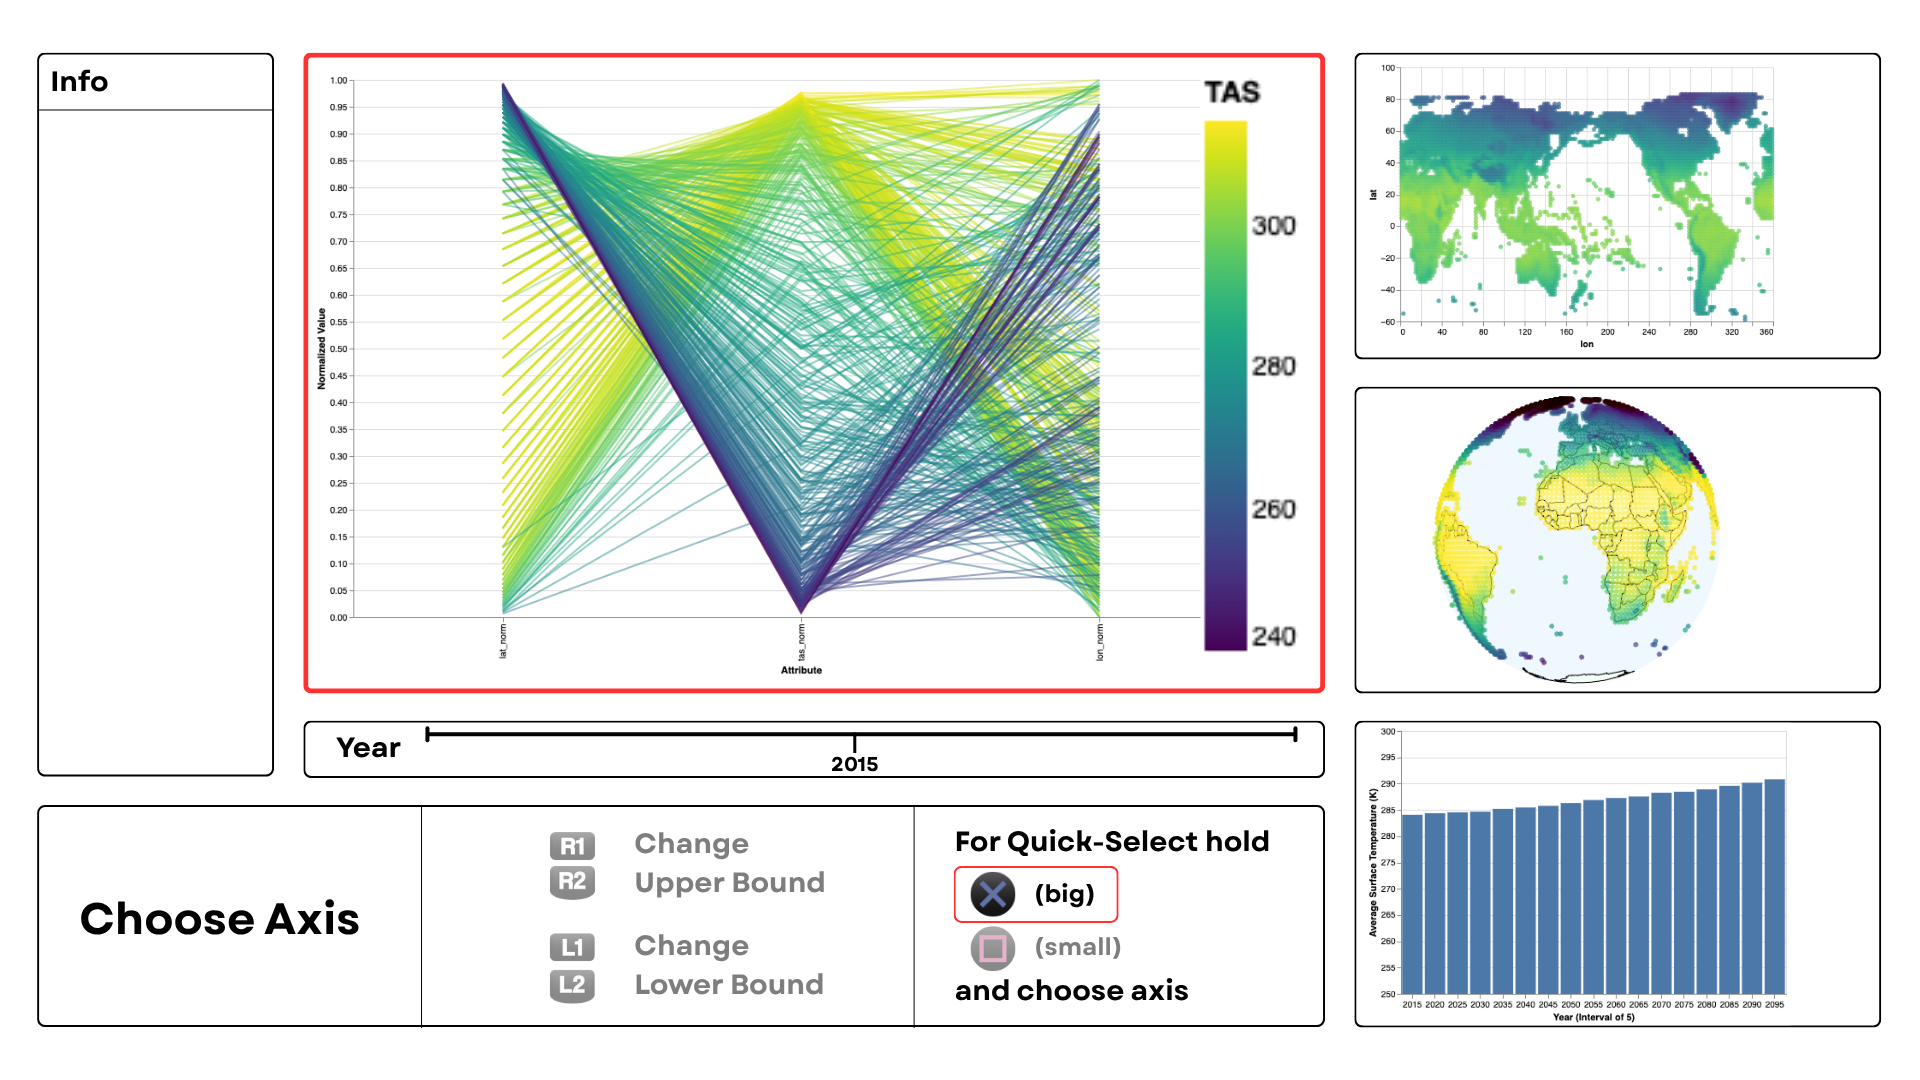 Info
1.00
0.95
0.90
0.85
0.80
0.75
0.70
0.65
0.60
0.55
0.50
0.45
0.40
0.35
0.30
0.25
0.20
0.15
0.10
0.05
0.00
Normalized Value
lat_norm
tas_norm
lon_norm
Attribute
TAS
300
280
260
240
100
80
60
40
20
0
−20
−40
−60
lat
0 40 80 120 160 200 240 280 320 360
lon
Year
2015
Choose Axis
R1 Change
R2 Upper Bound
L1 Change
L2 Lower Bound
For Quick-Select hold
(big)
(small)
and choose axis
300
295
290
285
280
275
270
265
260
255
250
Average Surface Temperature (K)
2015 2020 2025 2030 2035 2040 2045 2050 2055 2060 2065 2070 2075 2080 2085 2090 2095
Year (Interval of 5)